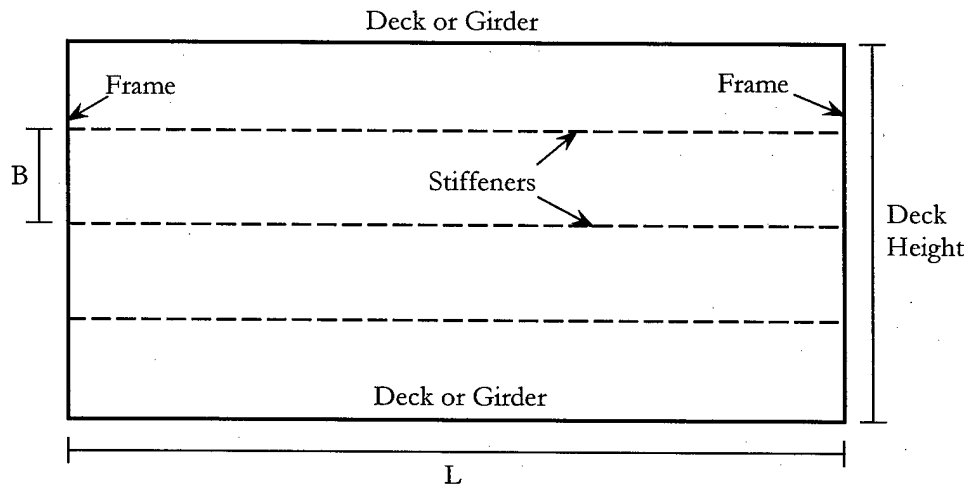 Deck or Girder
Frame
Frame
B
Stiffeners
Deck
Height
Deck or Girder
L